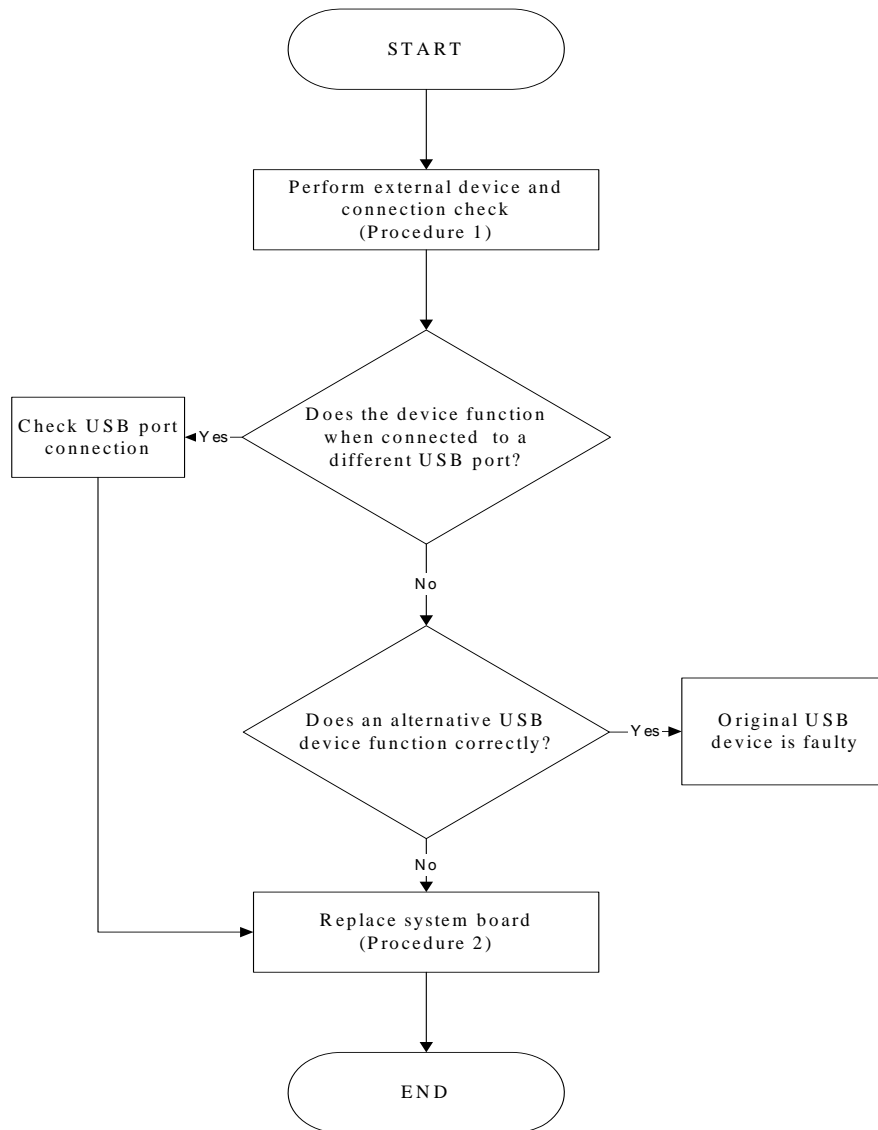 START
Perform external device and
connection check
(Procedure 1)
Does the device function
when connected to a
different USB port?
Yes
Check USB port
connection
No
Does an alternative USB
device function correctly?
Yes
Original USB
device is faulty
No
Replace system board
(Procedure 2)
END